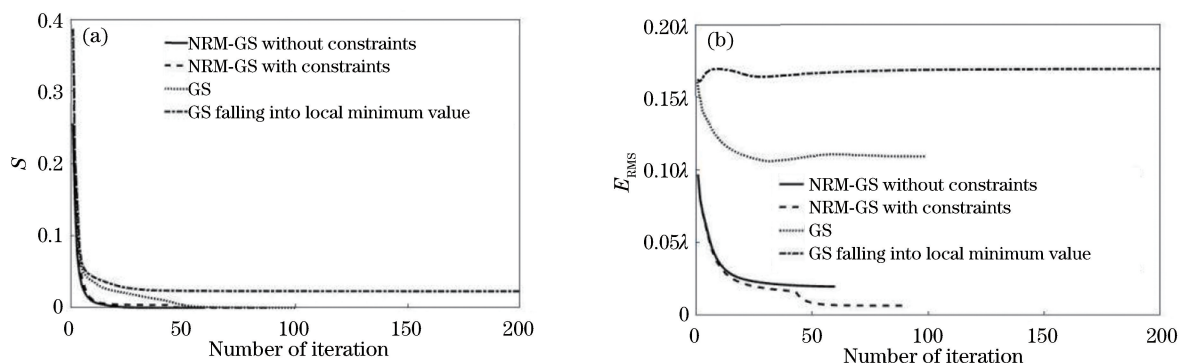 (a)
0.4
0.3
0.2
0.1
0
S
NRM-GS without constraints
NRM-GS with constraints
GS
GS falling into local minimum value
0 50 100 150 200
Number of iteration
(b)
0.20λ
0.15λ
0.10λ
0.05λ
0
E_RMS
NRM-GS without constraints
NRM-GS with constraints
GS
GS falling into local minimum value
0 50 100 150 200
Number of iteration